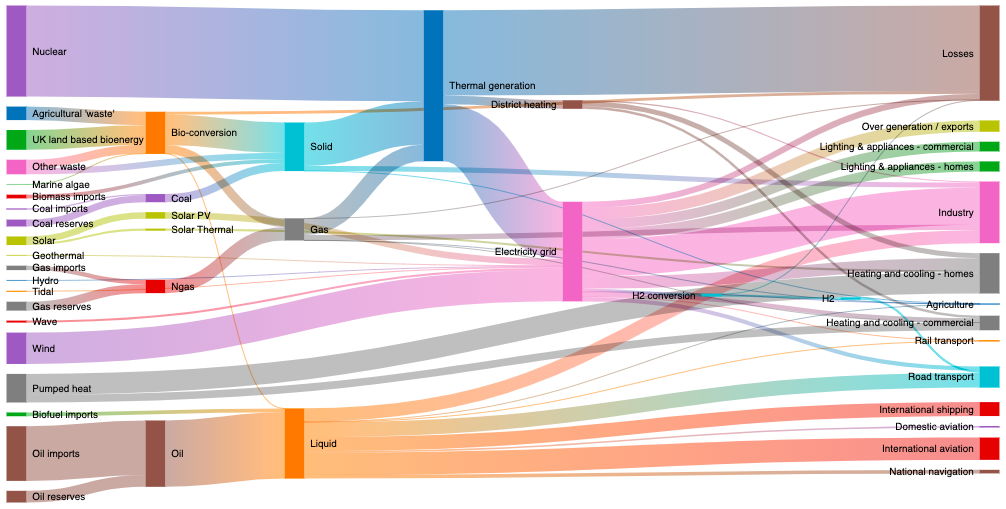 Nuclear
Losses
Thermal generation
District heating
Agricultural 'waste'
Over generation / exports
Bio-conversion
UK land based bioenergy
Solid
Lighting & appliances - commercial
Other waste
Lighting & appliances - homes
Marine algae
Biomass imports
Coal
Coal imports
Industry
Solar PV
Coal reserves
Solar Thermal
Gas
Solar
Electricity grid
Geothermal
Gas imports
Heating and cooling - homes
Hydro
Ngas
Tidal
H2 conversion
H2
Gas reserves
Agriculture
Wave
Heating and cooling - commercial
Rail transport
Wind
Road transport
Pumped heat
International shipping
Biofuel imports
Domestic aviation
Liquid
International aviation
Oil imports
Oil
National navigation
Oil reserves